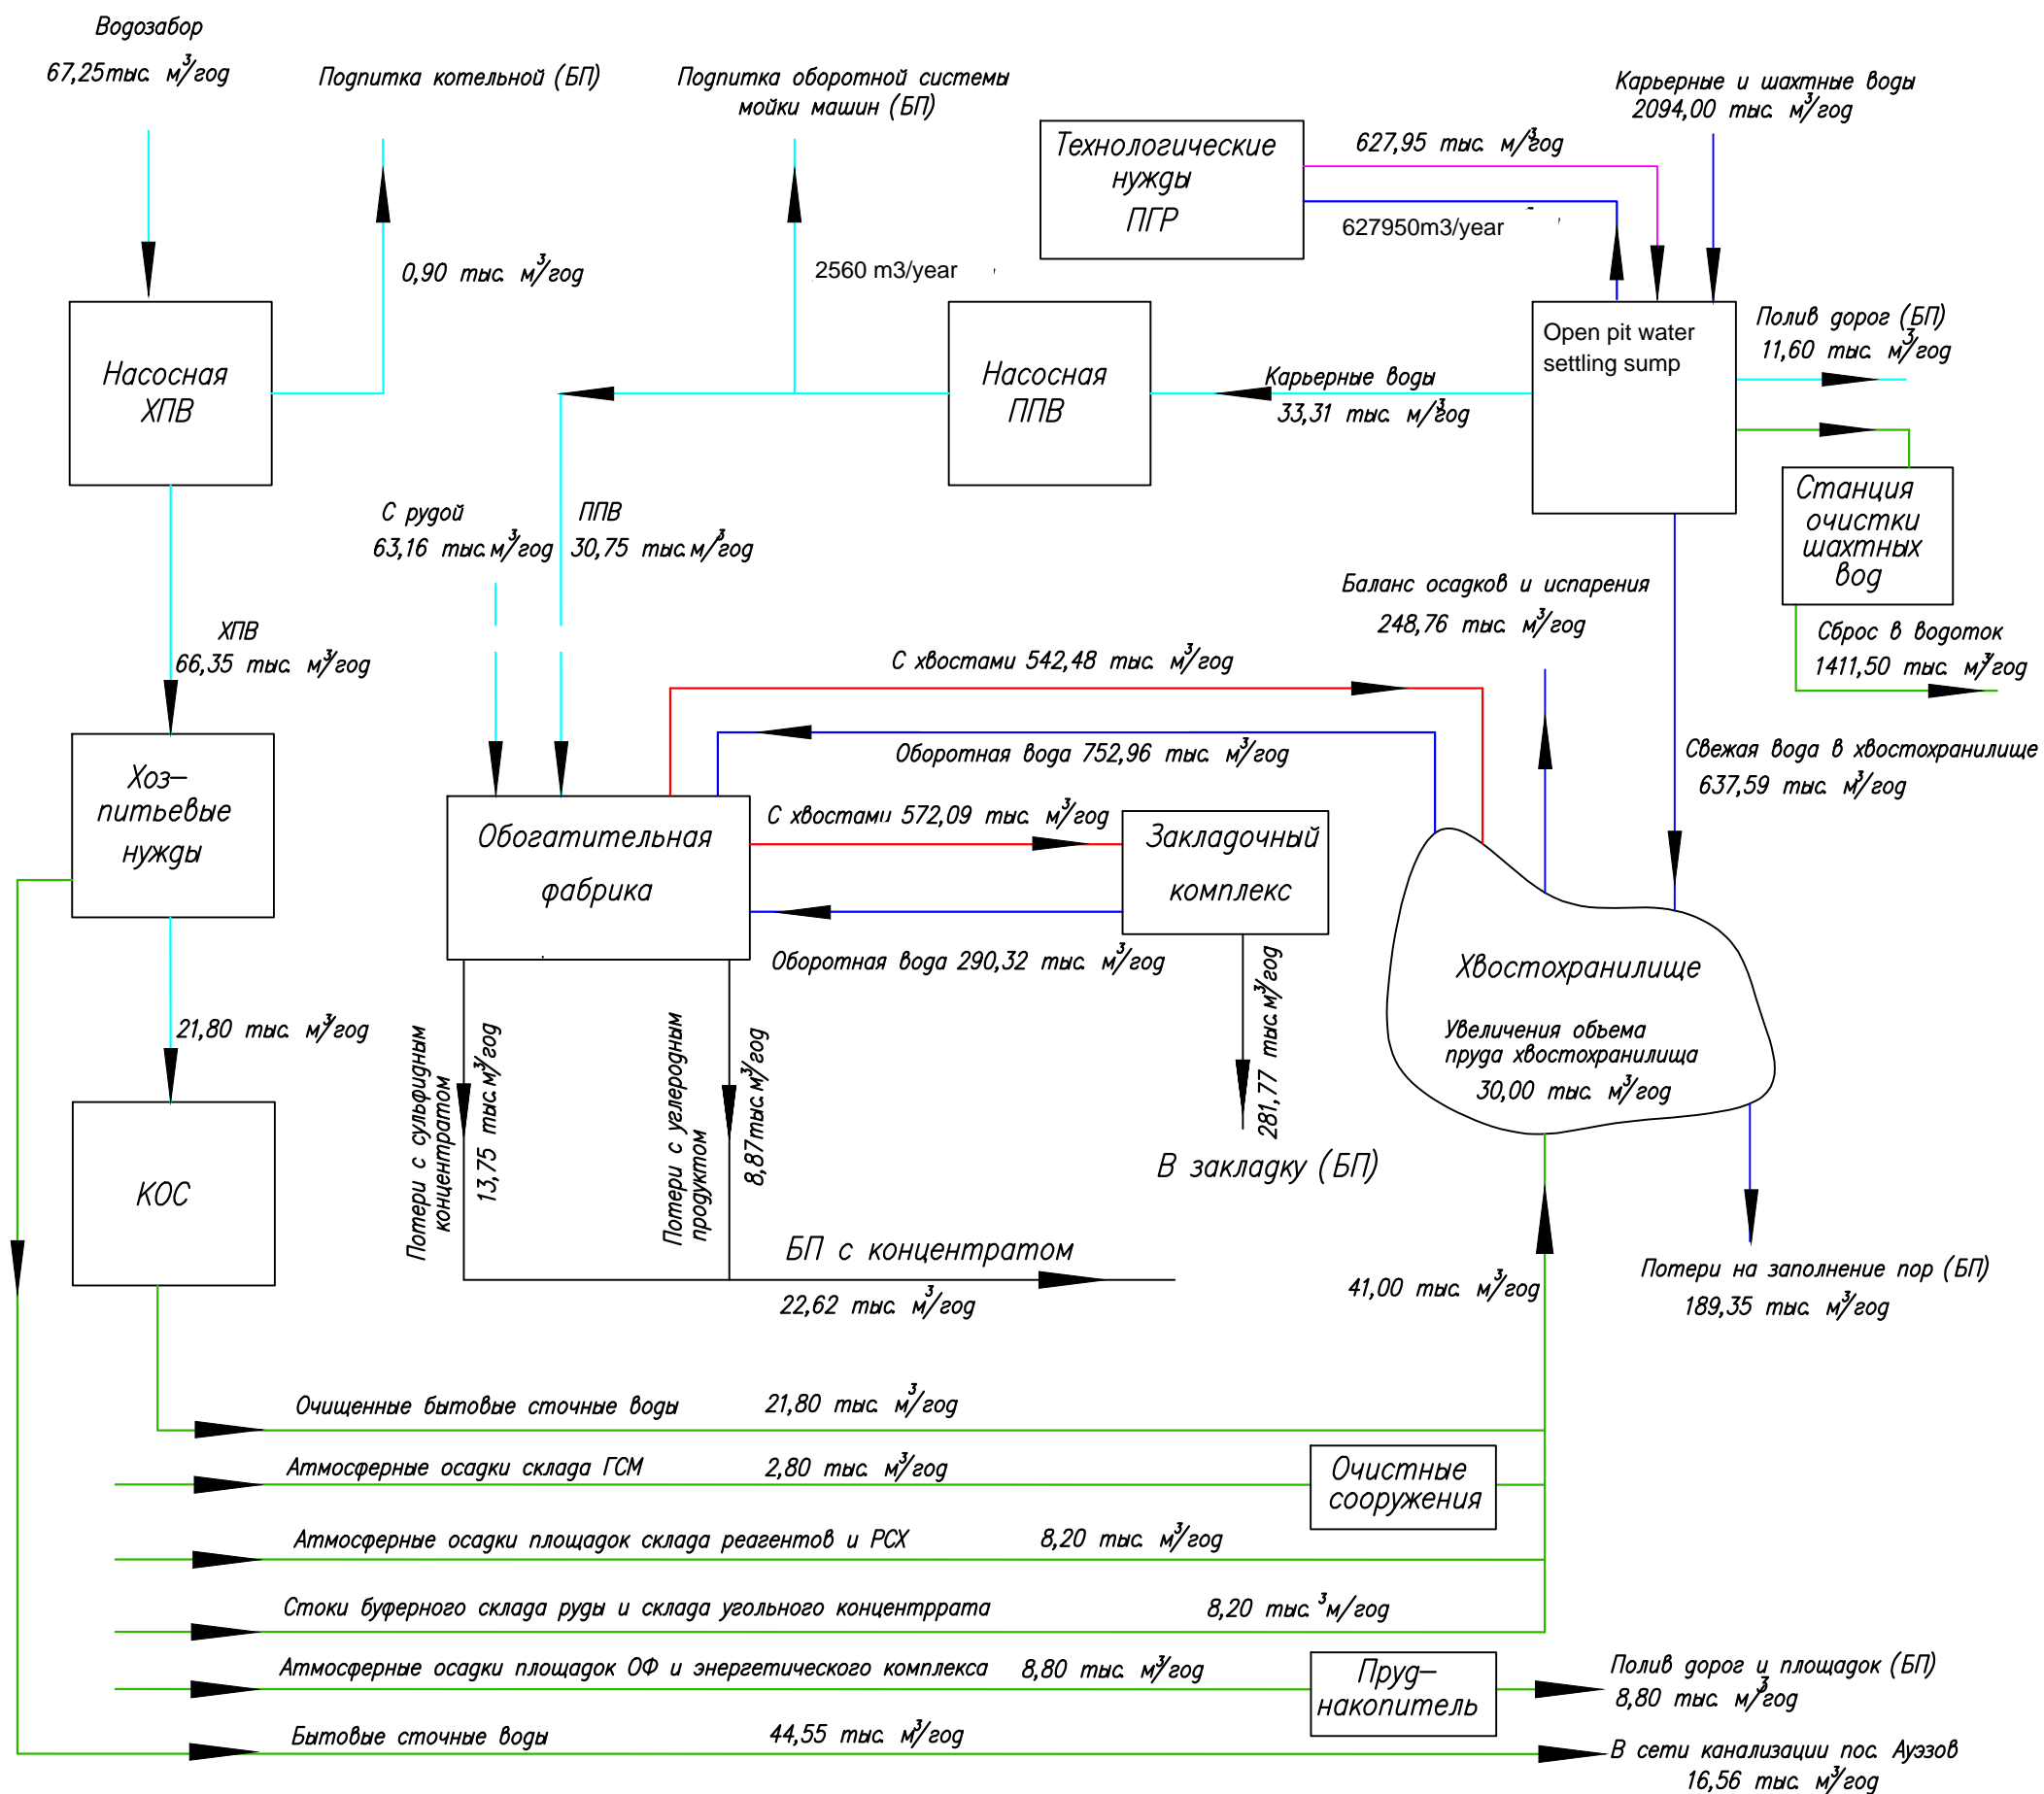 Водозабор
67,25тыс. м³/год
Подпитка котельной (БП)
Подпитка оборотной системы
мойки машин (БП)
Карьерные и шахтные воды
2094,00 тыс. м³/год
Технологические
нужды
ПГР
627,95 тыс. м/³год
627950m3/year
0,90 тыс. м³/год
2560 m3/year
Насосная
ХПВ
Насосная
ППВ
Карьерные воды
33,31 тыс. м/³год
Open pit water
settling sump
Полив дорог (БП)
11,60 тыс. м³/год
Станция
очистки
шахтных
вод
С рудой
63,16 тыс.м³/год
ППВ
30,75 тыс.м³/год
Баланс осадков и испарения
248,76 тыс. м³/год
Сброс в водоток
1411,50 тыс. м³/год
ХПВ
66,35 тыс. м³/год
С хвостами 542,48 тыс. м³/год
Оборотная вода 752,96 тыс. м³/год
Свежая вода в хвостохранилище
637,59 тыс. м³/год
Хоз–
питьевые
нужды
Обогатительная
фабрика
С хвостами 572,09 тыс. м³/год
Закладочный
комплекс
Оборотная вода 290,32 тыс. м³/год
Хвостохранилище
Увеличения объема
пруда хвостохранилища
30,00 тыс. м³/год
21,80 тыс. м³/год
Потери с сульфидным
концентратом
13,75 тыс.м³/год
Потери с углеродным
продуктом
8,87тыс.м³/год
281,77 тыс.м³/год
В закладку (БП)
КОС
БП с концентратом
22,62 тыс. м³/год
41,00 тыс. м³/год
Потери на заполнение пор (БП)
189,35 тыс. м³/год
Очищенные бытовые сточные воды 21,80 тыс. м³/год
Атмосферные осадки склада ГСМ 2,80 тыс. м³/год
Очистные
сооружения
Атмосферные осадки площадок склада реагентов и РСХ 8,20 тыс. м³/год
Стоки буферного склада руды и склада угольного концентррата 8,20 тыс. ³м/год
Атмосферные осадки площадок ОФ и энергетического комплекса 8,80 тыс. м³/год
Пруд–
накопитель
Полив дорог и площадок (БП)
8,80 тыс. м³/год
Бытовые сточные воды 44,55 тыс. м³/год
В сети канализации пос. Ауэзов
16,56 тыс. м³/год